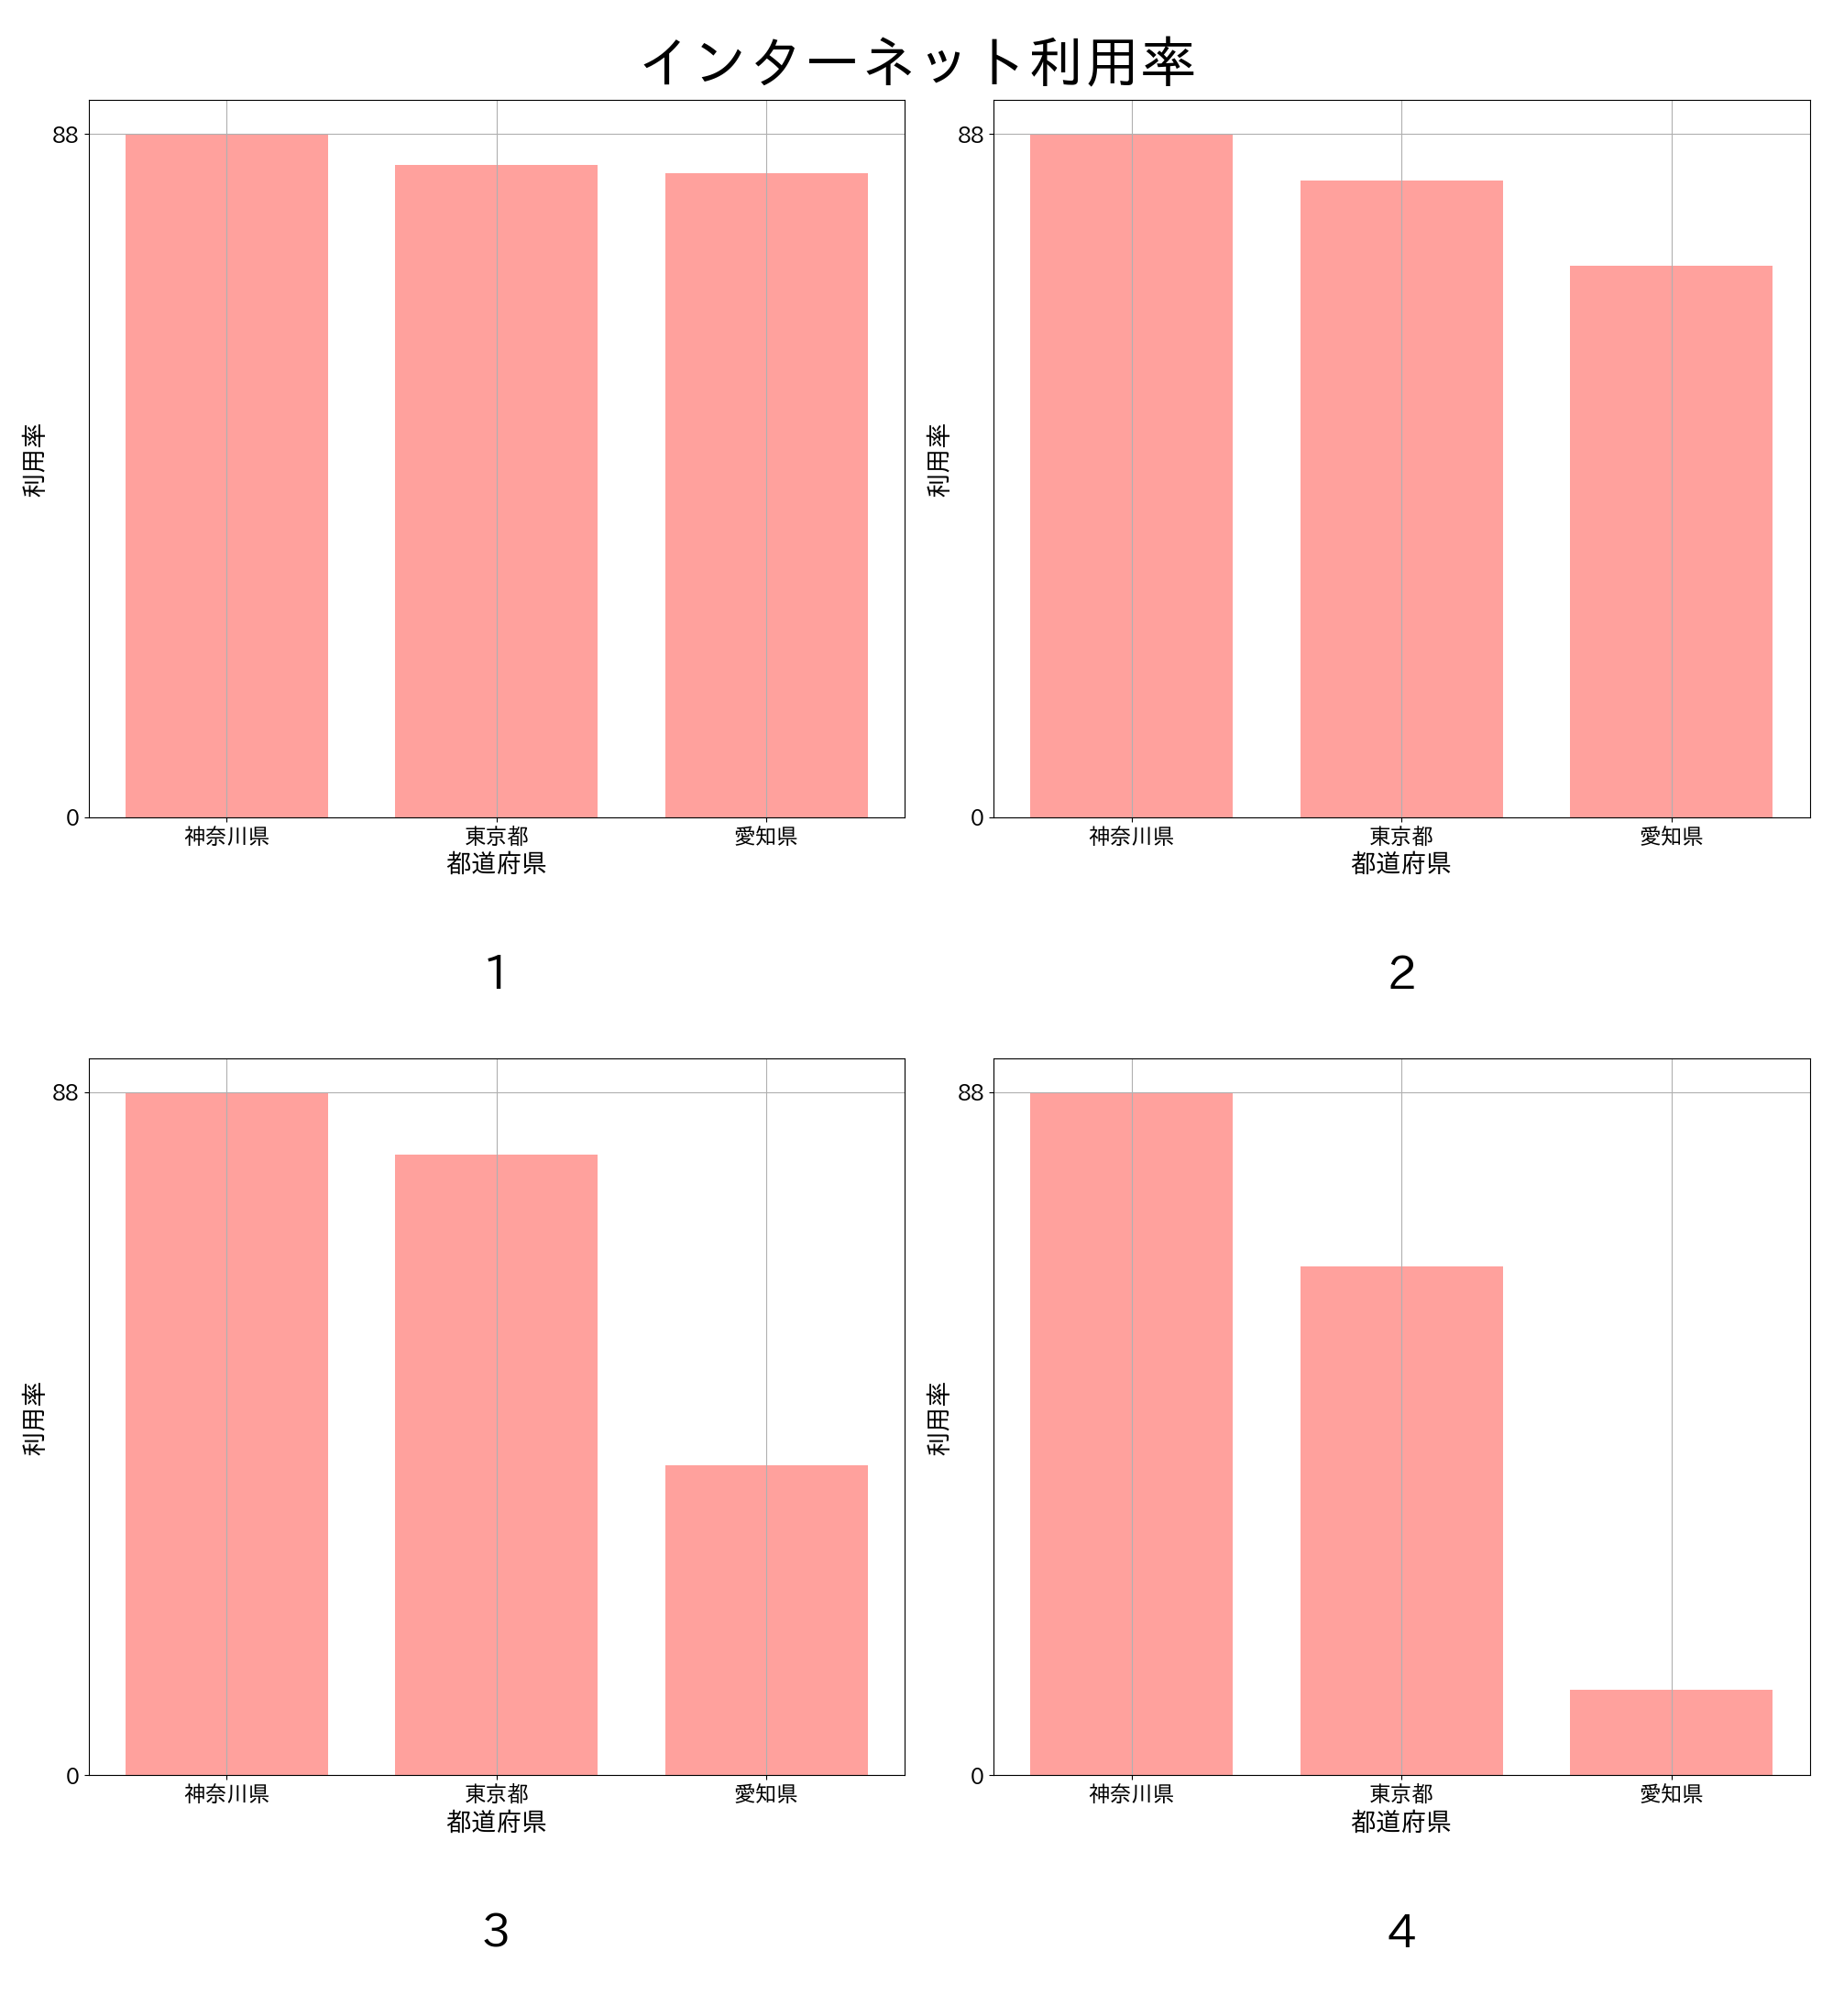 インターネット利用率
88
0
利用率
神奈川県 東京都 愛知県
都道府県
1
88
0
利用率
神奈川県 東京都 愛知県
都道府県
2
88
0
利用率
神奈川県 東京都 愛知県
都道府県
3
88
0
利用率
神奈川県 東京都 愛知県
都道府県
4